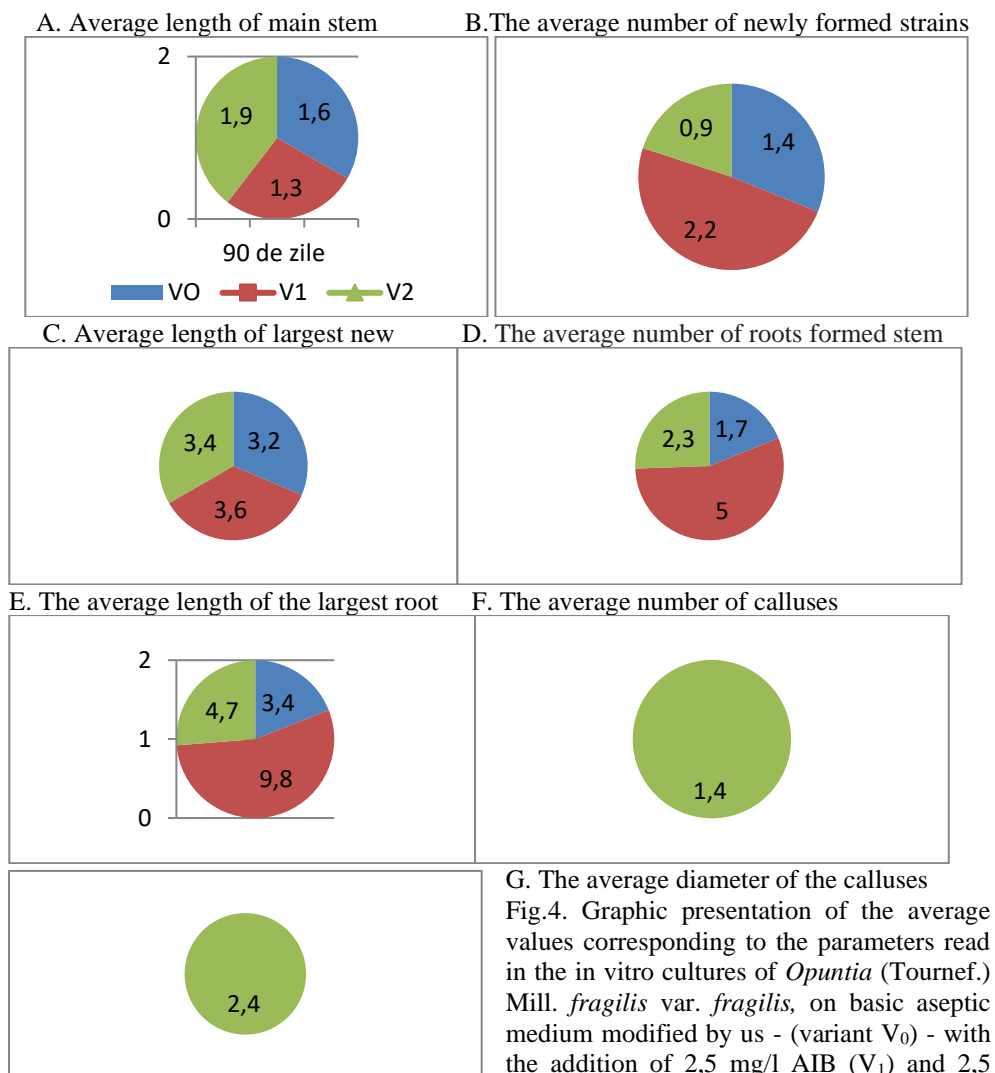 A. Average length of main stem
B.The average number of newly formed strains
2
1,9
1,6
1,3
0
90 de zile
VO V1 V2
0,9
1,4
2,2
C. Average length of largest new
D. The average number of roots formed stem
3,4
3,2
3,6
2,3
1,7
5
E. The average length of the largest root
F. The average number of calluses
2
4,7
3,4
1
9,8
0
1,4
2,4
G. The average diameter of the calluses
Fig.4. Graphic presentation of the average
values corresponding to the parameters read
in the in vitro cultures of Opuntia (Tournef.)
Mill. fragilis var. fragilis, on basic aseptic
medium modified by us - (variant V₀) - with
the addition of 2,5 mg/l AIB (V₁) and 2,5